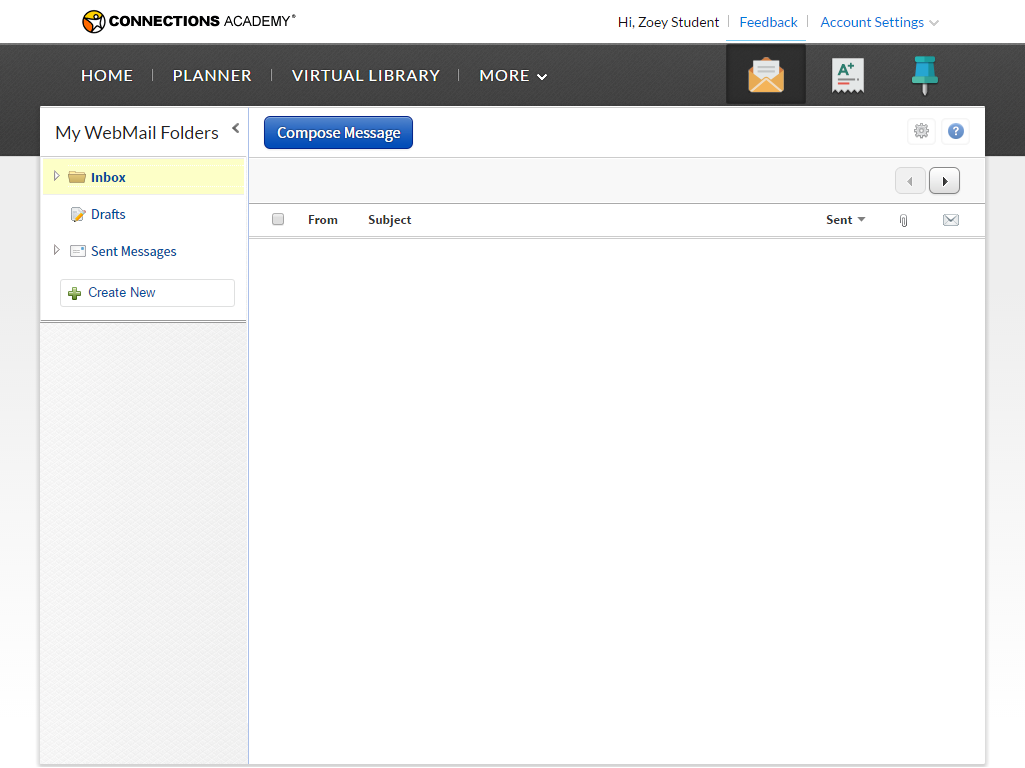 CONNECTIONS ACADEMY®
Hi, Zoey Student
Feedback
Account Settings
HOME
PLANNER
VIRTUAL LIBRARY
MORE
A+
My WebMail Folders
Compose Message
?
Inbox
Drafts
Sent Messages
Create New
From
Subject
Sent